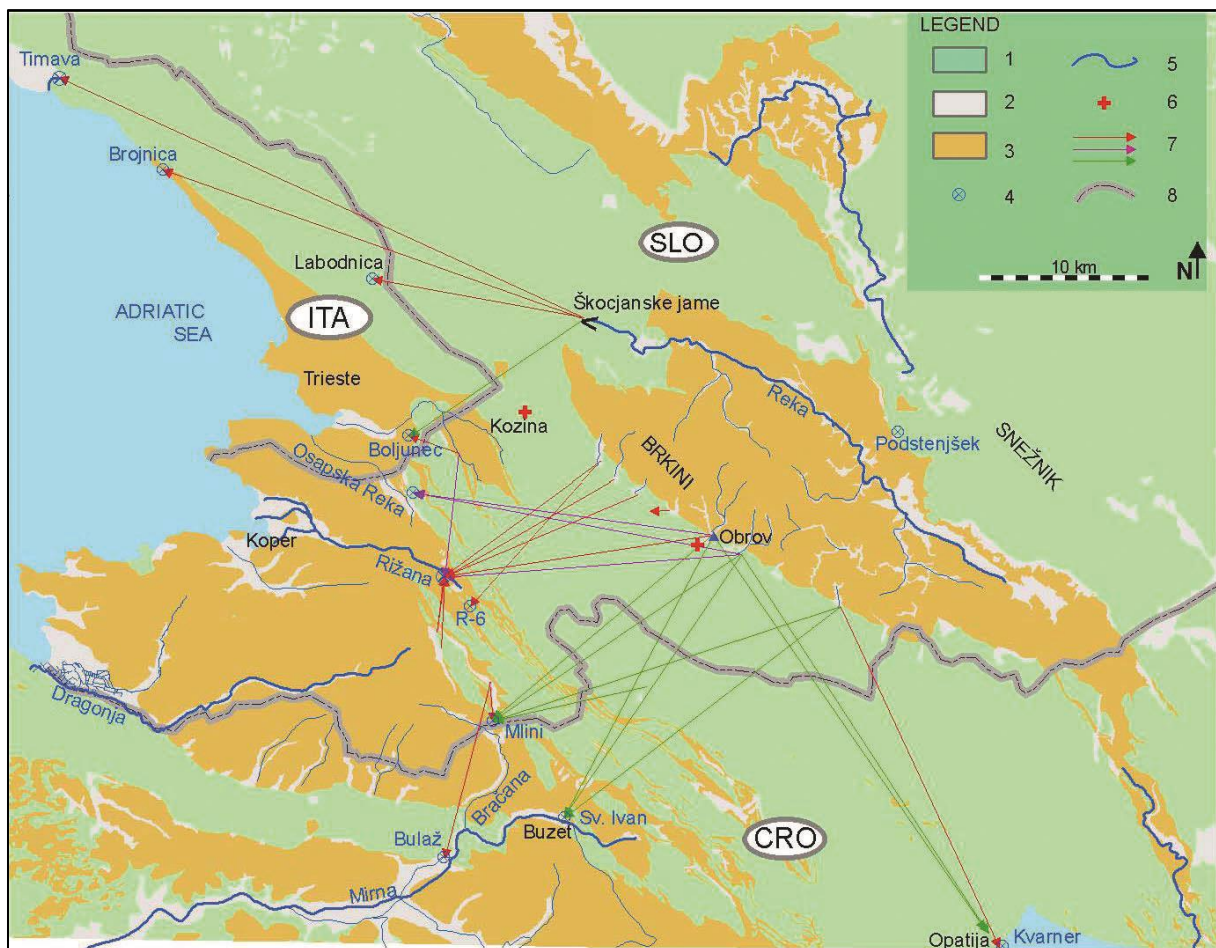 LEGEND
1
2
3
4
5
6
7
8
10 km
N
Timava
Brojnica
Labodnica
SLO
ADRIATIC
SEA
ITA
Škocjanske jame
Trieste
Kozina
Reka
Boljunec
Podstenjšek
SNEŽNIK
BRKINI
Osapska Reka
Koper
Obrov
Rižana
R-6
Dragonja
Mlini
Bračana
Buzet
Sv. Ivan
CRO
Bulaž
Mirna
Opatija
Kvarner